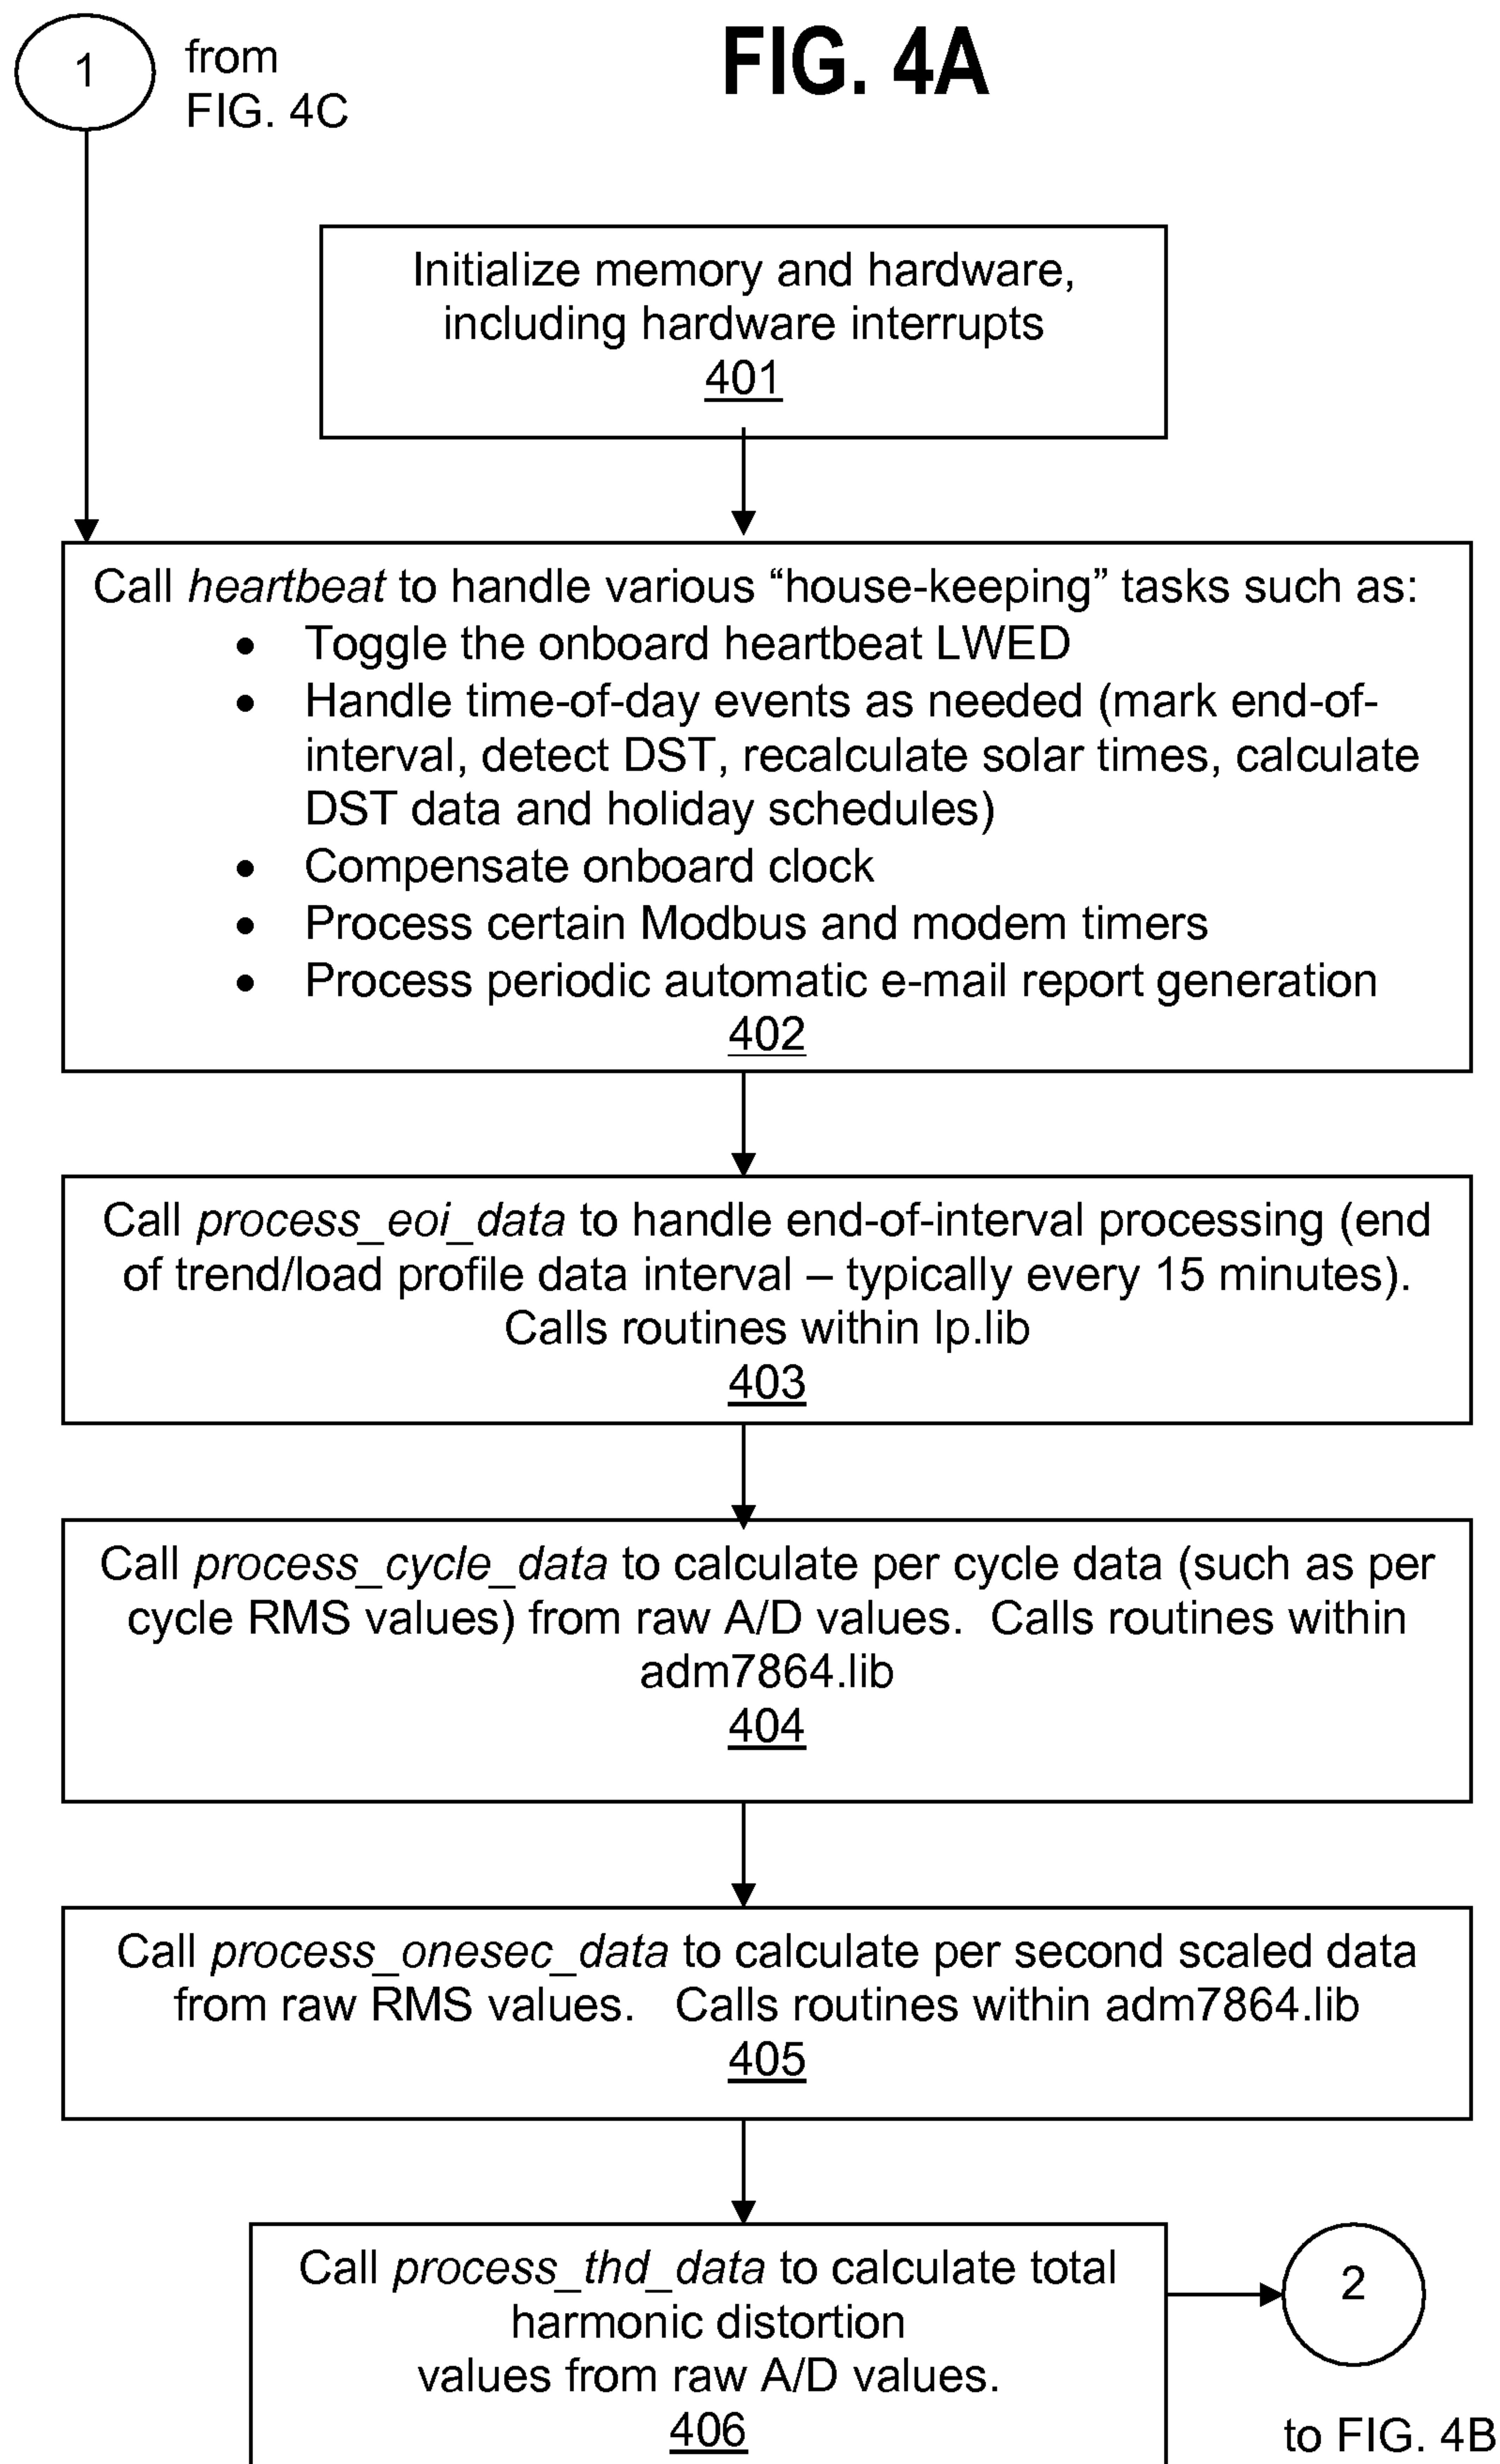 1
from
FIG. 4C
FIG. 4A
Initialize memory and hardware,
including hardware interrupts
401
Call heartbeat to handle various “house-keeping” tasks such as:
• Toggle the onboard heartbeat LWED
• Handle time-of-day events as needed (mark end-of-
interval, detect DST, recalculate solar times, calculate
DST data and holiday schedules)
• Compensate onboard clock
• Process certain Modbus and modem timers
• Process periodic automatic e-mail report generation
402
Call process_eoi_data to handle end-of-interval processing (end
of trend/load profile data interval – typically every 15 minutes).
Calls routines within lp.lib
403
Call process_cycle_data to calculate per cycle data (such as per
cycle RMS values) from raw A/D values. Calls routines within
adm7864.lib
404
Call process_onesec_data to calculate per second scaled data
from raw RMS values. Calls routines within adm7864.lib
405
Call process_thd_data to calculate total
harmonic distortion
values from raw A/D values.
406
2
to FIG. 4B